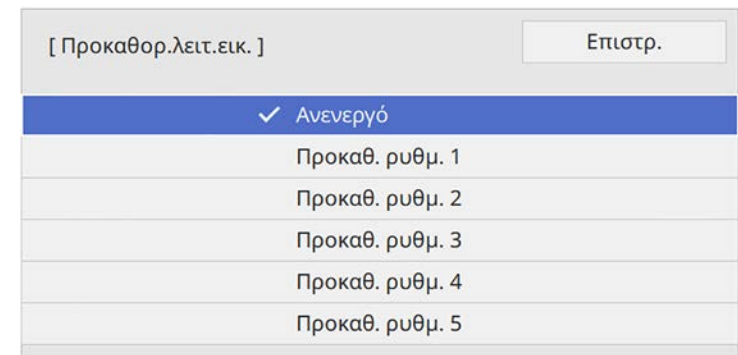 [ Προκαθορ.λειτ.εικ. ]
Επιστρ.
Ανενεργό
Προκαθ. ρυθμ. 1
Προκαθ. ρυθμ. 2
Προκαθ. ρυθμ. 3
Προκαθ. ρυθμ. 4
Προκαθ. ρυθμ. 5